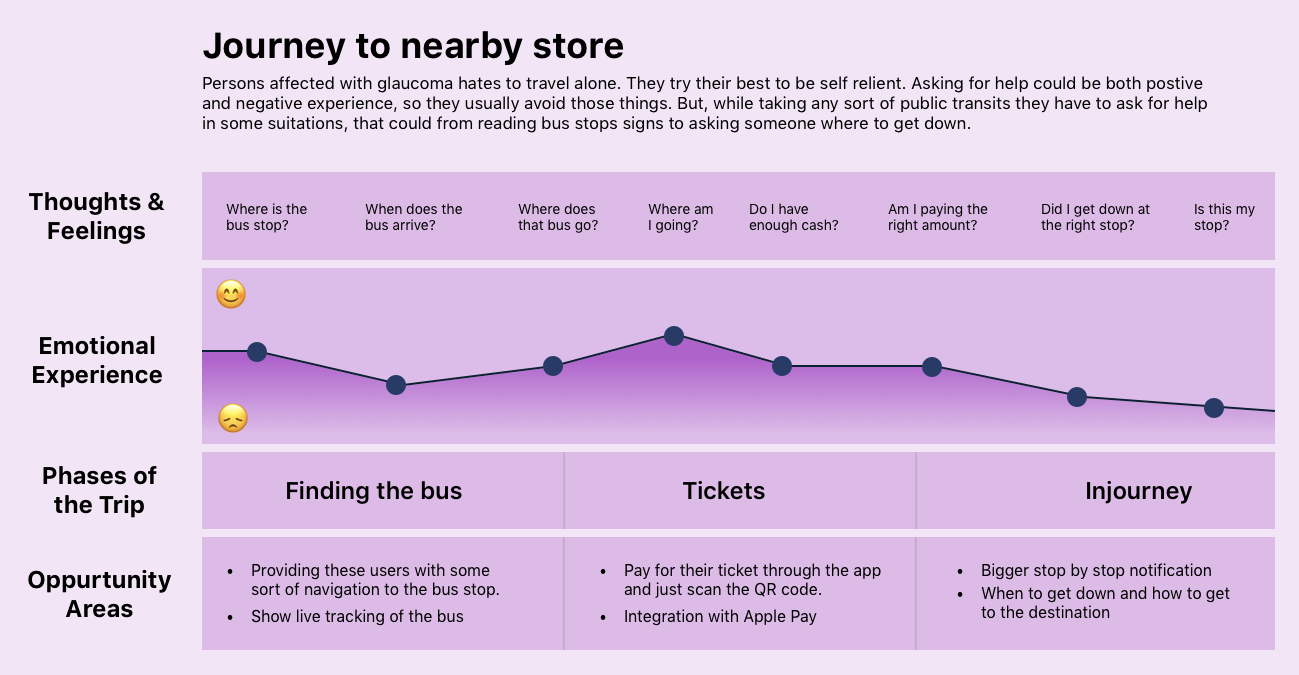 Journey to nearby store
Persons affected with glaucoma hates to travel alone. They try their best to be self relient. Asking for help could be both postive
and negative experience, so they usually avoid those things. But, while taking any sort of public transits they have to ask for help
in some suitations, that could from reading bus stops signs to asking someone where to get down.
Thoughts &
Feelings
Where is the
bus stop?
When does the
bus arrive?
Where does
that bus go?
Where am
I going?
Do I have
enough cash?
Am I paying the
right amount?
Did I get down at
the right stop?
Is this my
stop?
Emotional
Experience
Phases of
the Trip
Finding the bus
Tickets
Injourney
Oppurtunity
Areas
• Providing these users with some
sort of navigation to the bus stop.
• Show live tracking of the bus
• Pay for their ticket through the app
and just scan the QR code.
• Integration with Apple Pay
• Bigger stop by stop notification
• When to get down and how to get
to the destination